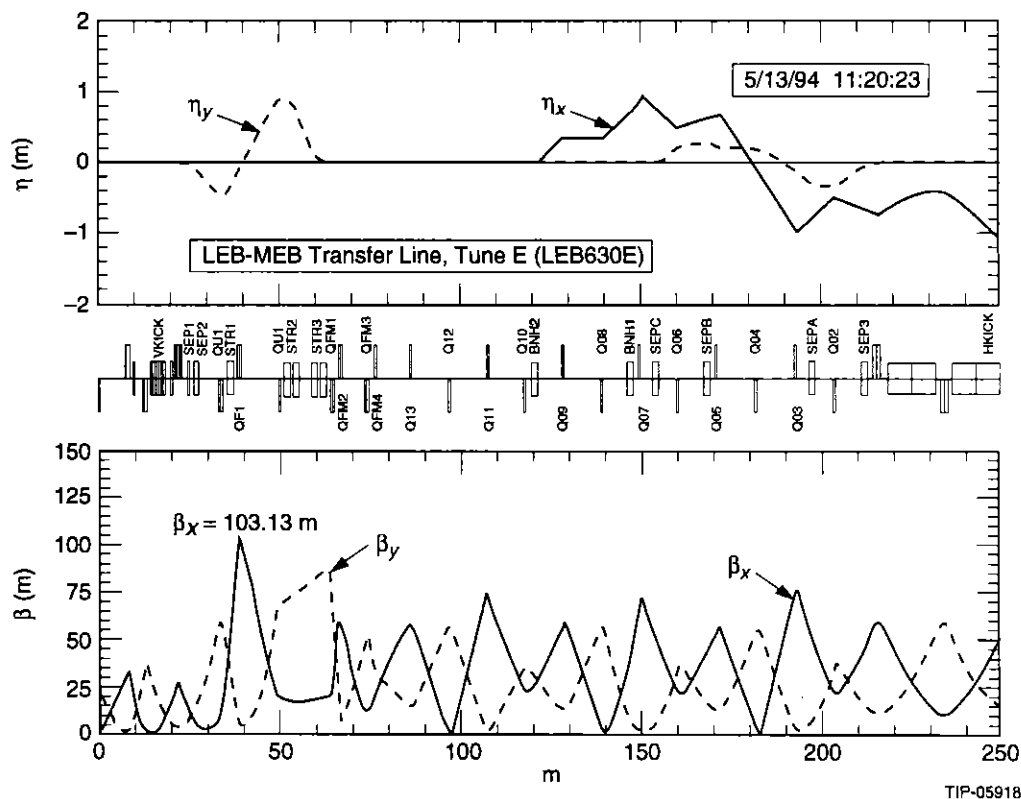 2
1
0
-1
-2
η (m)
5/13/94 11:20:23
ηy
ηx
LEB-MEB Transfer Line, Tune E (LEB630E)
VKICK
SEP1
SEP2
QU1
STR1
QU1
STR2
STR3
QFM1
QFM3
Q12
Q10
BNH2
Q08
BNH1
SEPC
Q06
SEPB
Q04
SEPA
Q02
SEP3
HKICK
QF1
QFM2
QFM4
Q13
Q11
Q09
Q07
Q05
Q03
150
125
100
75
50
25
0
β (m)
βx = 103.13 m
βy
βx
0 50 100 150 200 250
m
TIP-05918